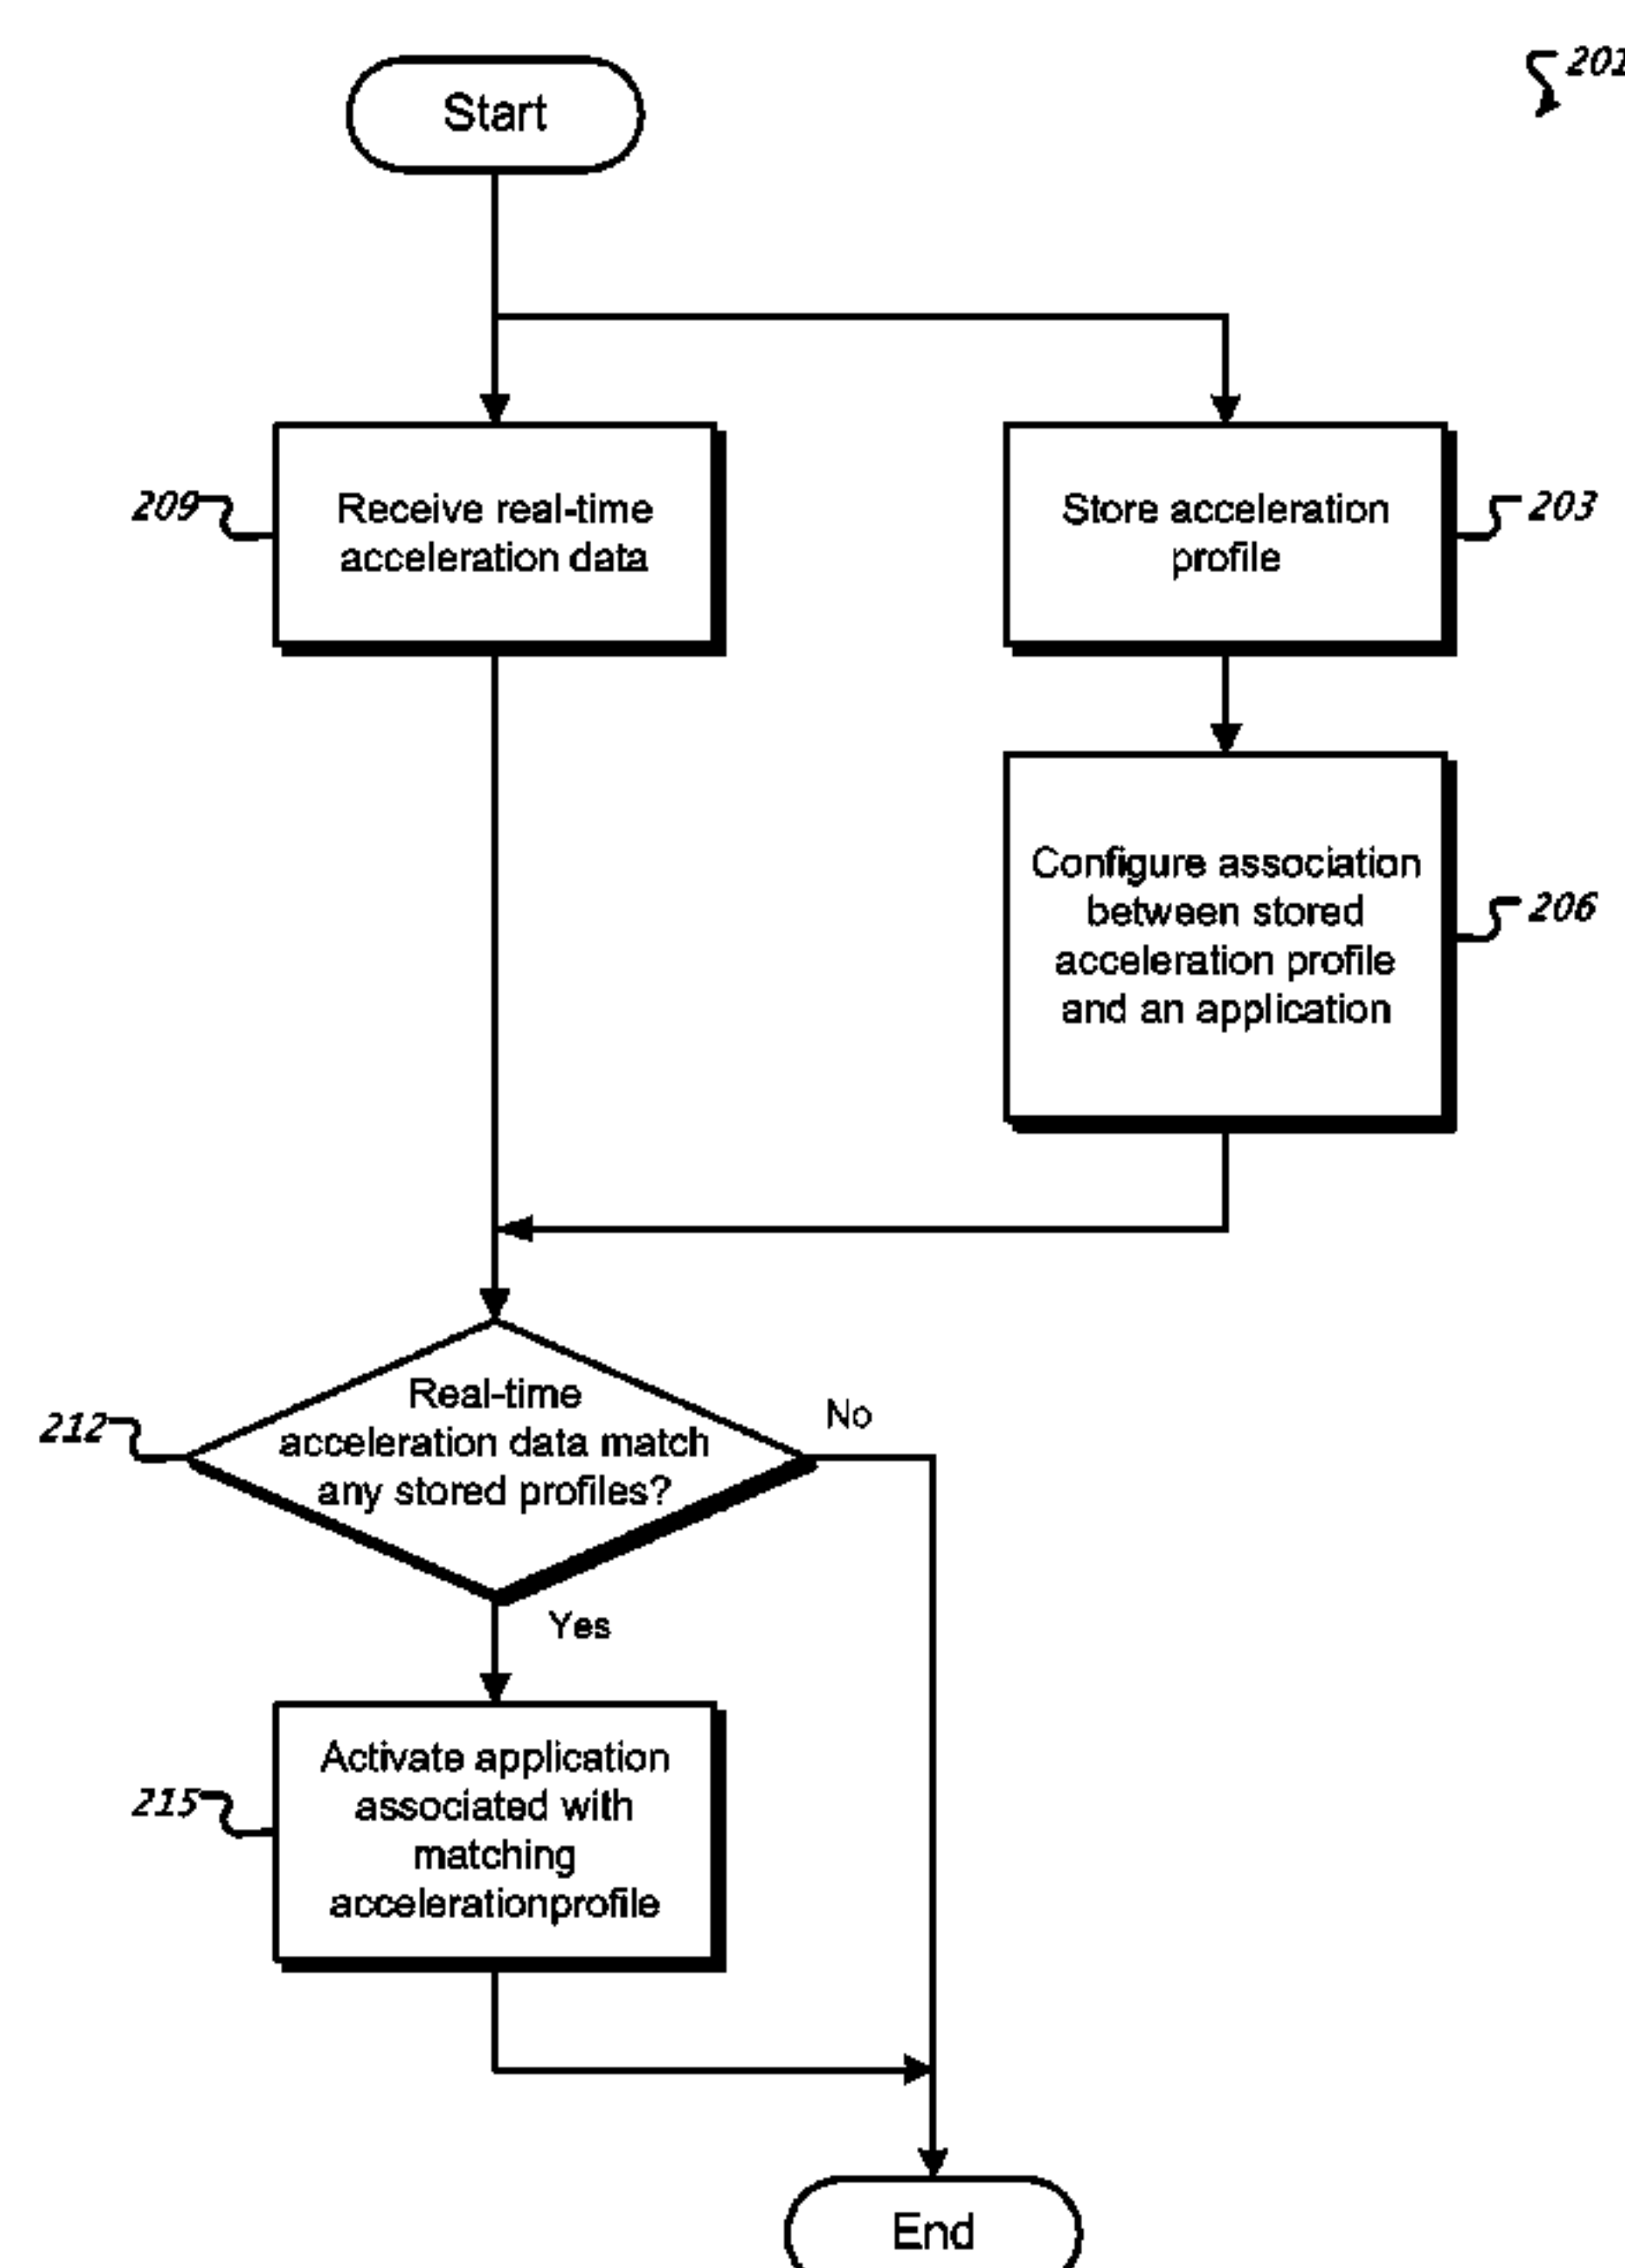 Start
201
209
Receive real-time
acceleration data
Store acceleration
profile
203
Configure association
between stored
acceleration profile
and an application
206
212
Real-time
acceleration data match
any stored profiles?
No
Yes
215
Activate application
associated with
matching
accelerationprofile
End